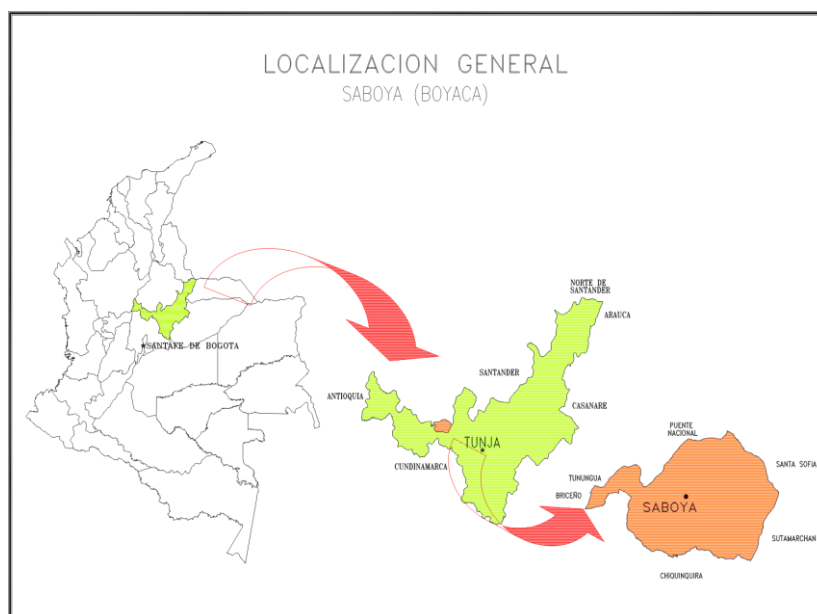 LOCALIZACION GENERAL
SABOYA (BOYACA)
SANTAFE DE BOGOTA
NORTE DE
SANTANDER
ARAUCA
SANTANDER
ANTIOQUIA
CASANARE
TUNJA
CUNDINAMARCA
PUENTE
NACIONAL
SANTA SOFIA
TUNUNGUA
BRICEÑO
SABOYA
SUTAMARCHAN
CHIQUINQUIRA